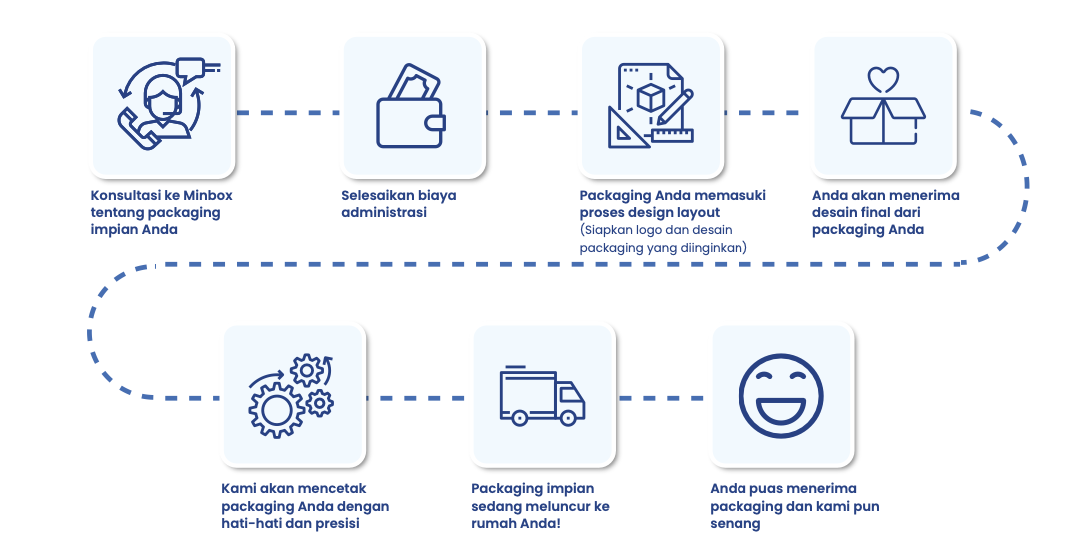 Konsultasi ke Minbox
tentang packaging
impian Anda
Selesaikan biaya
administrasi
Packaging Anda memasuki
proses design layout
(Siapkan logo dan desain
packaging yang diinginkan)
Anda akan menerima
desain final dari
packaging Anda
Kami akan mencetak
packaging Anda dengan
hati-hati dan presisi
Packaging impian
sedang meluncur ke
rumah Anda!
Anda puas menerima
packaging dan kami pun
senang